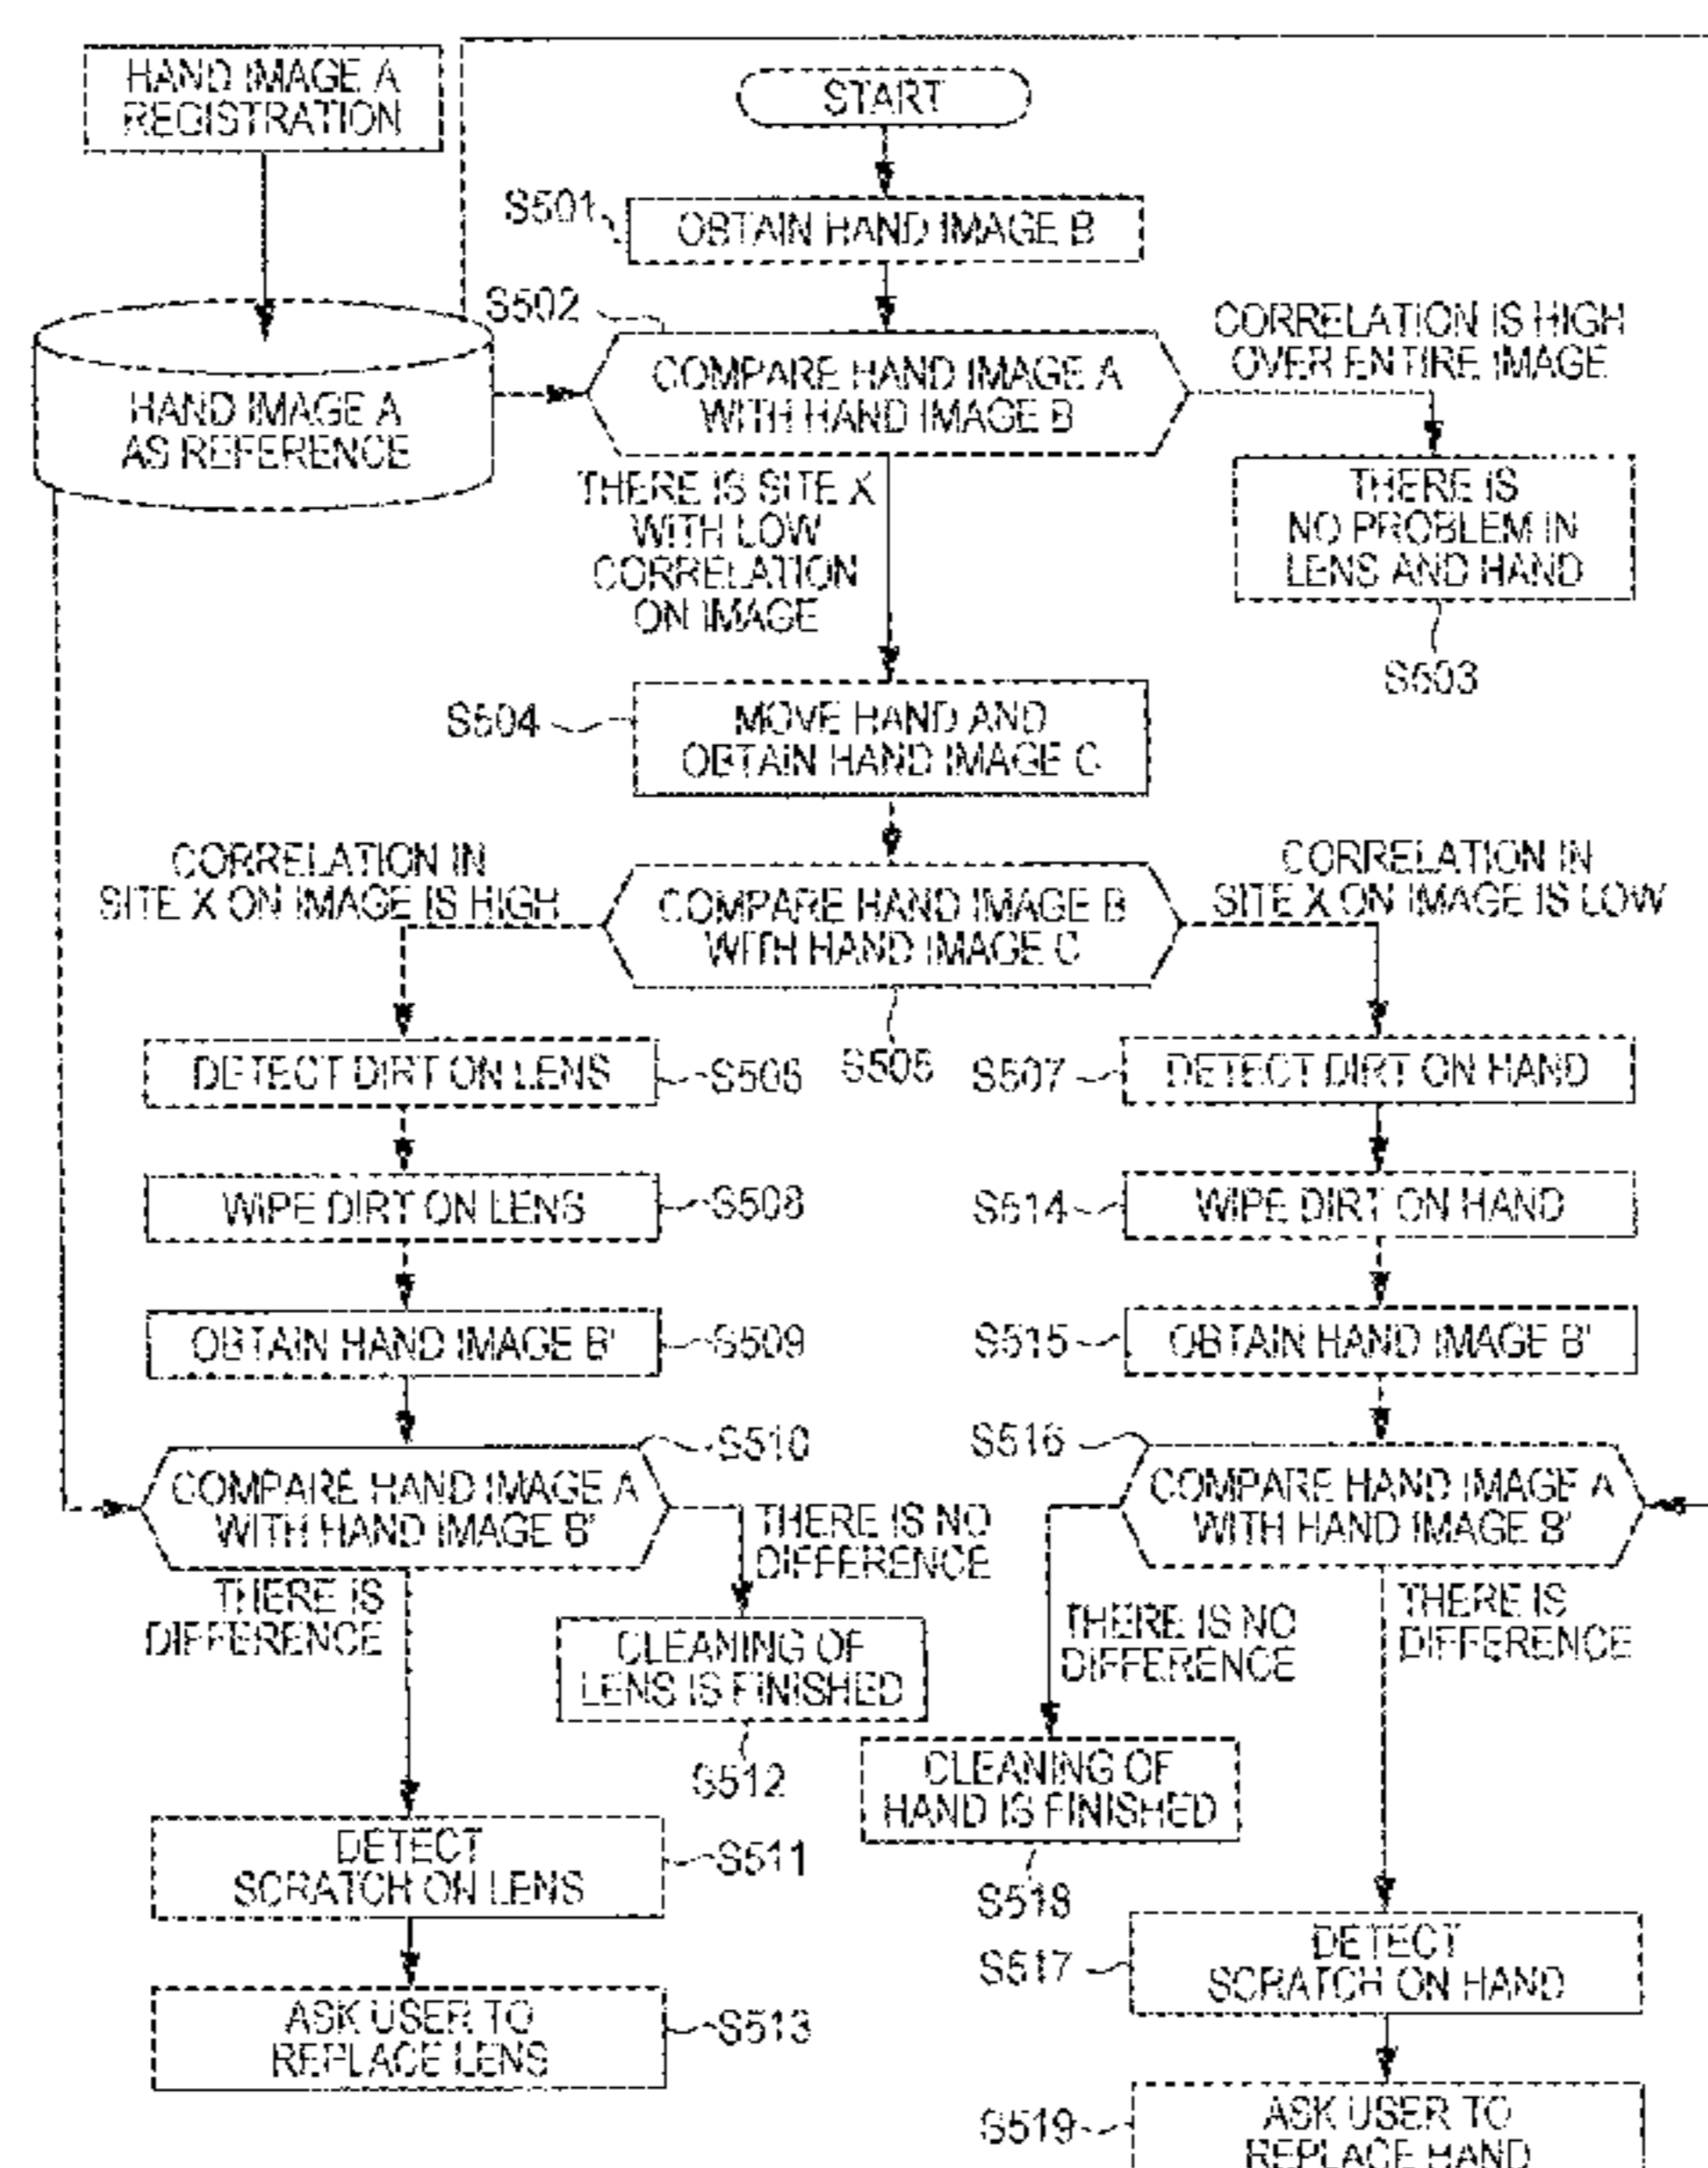 HAND IMAGE A
REGISTRATION
START
S501
OBTAIN HAND IMAGE B
S502
COMPARE HAND IMAGE A
WITH HAND IMAGE B
CORRELATION IS HIGH
OVER ENTIRE IMAGE
HAND IMAGE A
AS REFERENCE
THERE IS SITE X
WITH LOW
CORRELATION
ON IMAGE
THERE IS
NO PROBLEM IN
LENS AND HAND
S503
S504
MOVE HAND AND
OBTAIN HAND IMAGE C
CORRELATION IN
SITE X ON IMAGE IS HIGH
COMPARE HAND IMAGE B
WITH HAND IMAGE C
CORRELATION IN
SITE X ON IMAGE IS LOW
DETECT DIRT ON LENS
S506
S505
S507
DETECT DIRT ON HAND
WIPE DIRT ON LENS
S508
S514
WIPE DIRT ON HAND
OBTAIN HAND IMAGE B'
S509
S515
OBTAIN HAND IMAGE B'
S510
S516
COMPARE HAND IMAGE A
WITH HAND IMAGE B'
THERE IS NO
DIFFERENCE
COMPARE HAND IMAGE A
WITH HAND IMAGE B'
THERE IS
DIFFERENCE
CLEANING OF
LENS IS FINISHED
S512
THERE IS NO
DIFFERENCE
THERE IS
DIFFERENCE
CLEANING OF
HAND IS FINISHED
S518
DETECT
SCRATCH ON LENS
S511
S517
DETECT
SCRATCH ON HAND
ASK USER TO
REPLACE LENS
S513
S519
ASK USER TO
REPLACE HAND